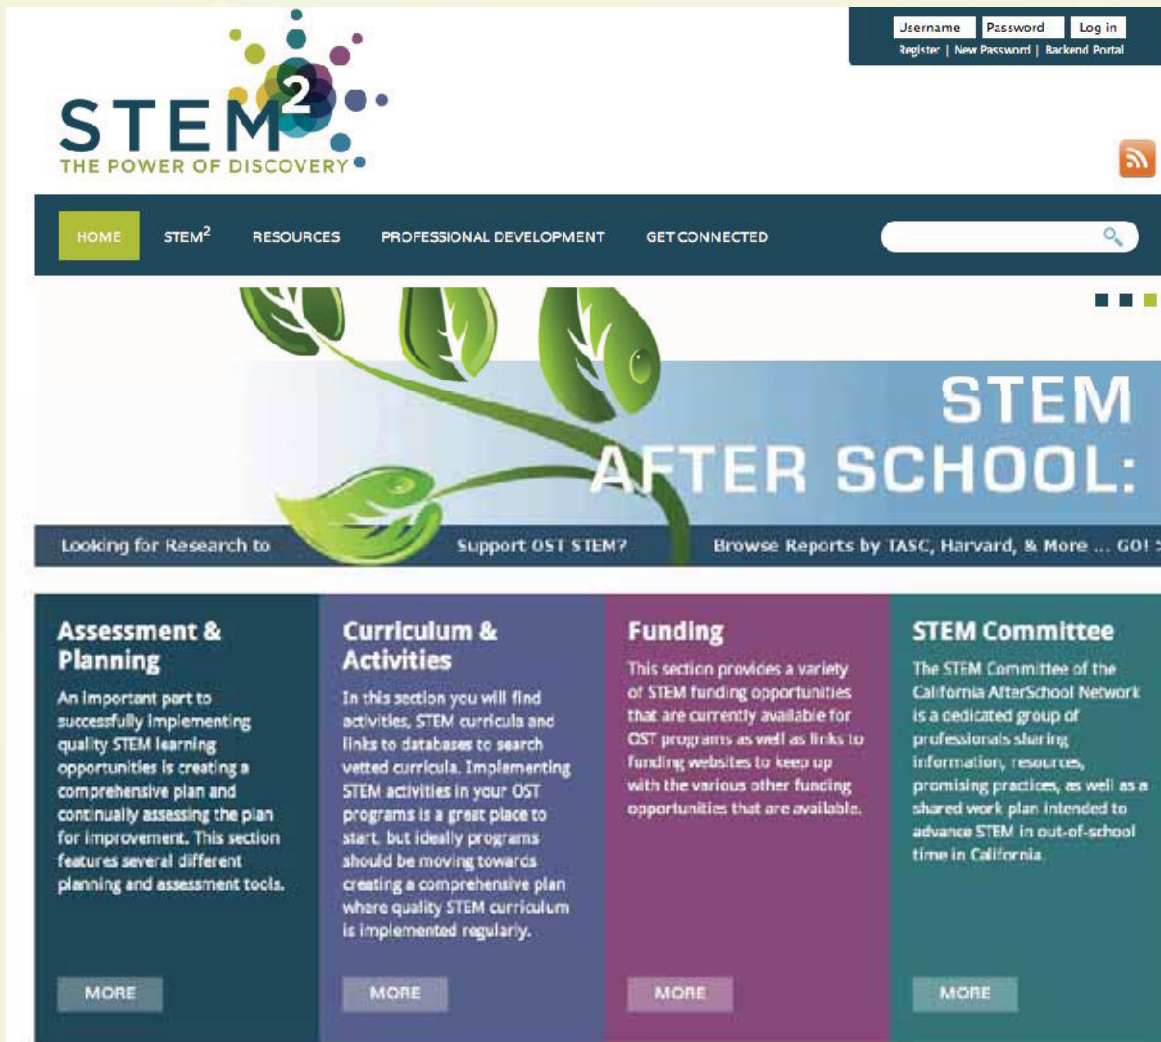 Username Password Log in
Register | New Password | Backend Portal
STEM²
THE POWER OF DISCOVERY
HOME STEM² RESOURCES PROFESSIONAL DEVELOPMENT GET CONNECTED
STEM
AFTER SCHOOL:
Looking for Research to Support OST STEM? Browse Reports by TASC, Harvard, & More ... GO! >
Assessment &
Planning
An important part to
successfully implementing
quality STEM learning
opportunities is creating a
comprehensive plan and
continually assessing the plan
for improvement. This section
features several different
planning and assessment tools.
MORE
Curriculum &
Activities
In this section you will find
activities, STEM curricula and
links to databases to search
vetted curricula. Implementing
STEM activities in your OST
programs is a great place to
start, but ideally programs
should be moving towards
creating a comprehensive plan
where quality STEM curriculum
is implemented regularly.
MORE
Funding
This section provides a variety
of STEM funding opportunities
that are currently available for
OST programs as well as links to
funding websites to keep up
with the various other funding
opportunities that are available.
MORE
STEM Committee
The STEM Committee of the
California AfterSchool Network
is a dedicated group of
professionals sharing
information, resources,
promising practices, as well as a
shared work plan intended to
advance STEM in out-of-school
time in California.
MORE